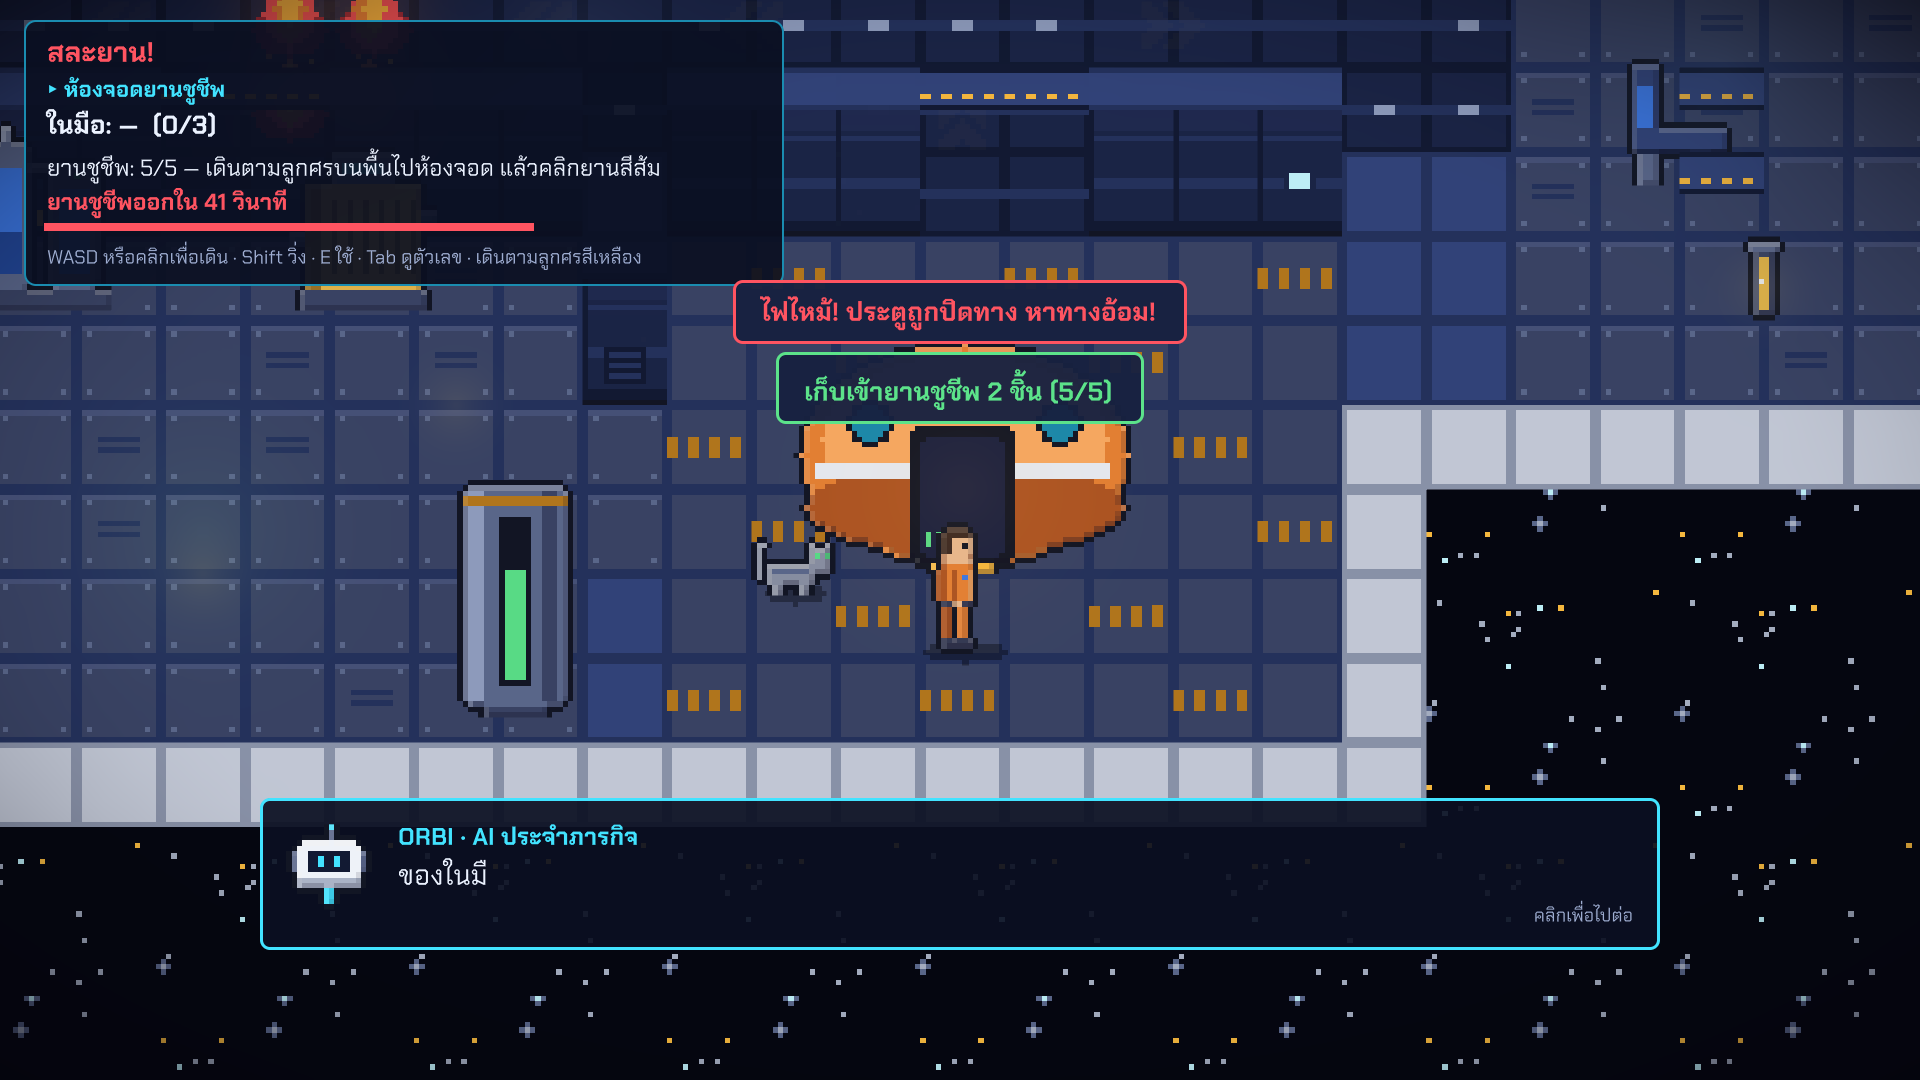 สละยาน!
▸ ห้องจอดยานชูชีพ
ในมือ: — (0/3)
ยานชูชีพ: 5/5 — เดินตามลูกศรบนพื้นไปห้องจอด แล้วคลิกยานสีส้ม
ยานชูชีพออกใน 41 วินาที
WASD หรือคลิกเพื่อเดิน · Shift วิ่ง · E ใช้ · Tab ดูตัวเลข · เดินตามลูกศรสีเหลือง
ไฟไหม้! ประตูถูกปิดทาง หาทางอ้อม!
เก็บเข้ายานชูชีพ 2 ชิ้น (5/5)
ORBI · AI ประจำภารกิจ
ของในมื
คลิกเพื่อไปต่อ